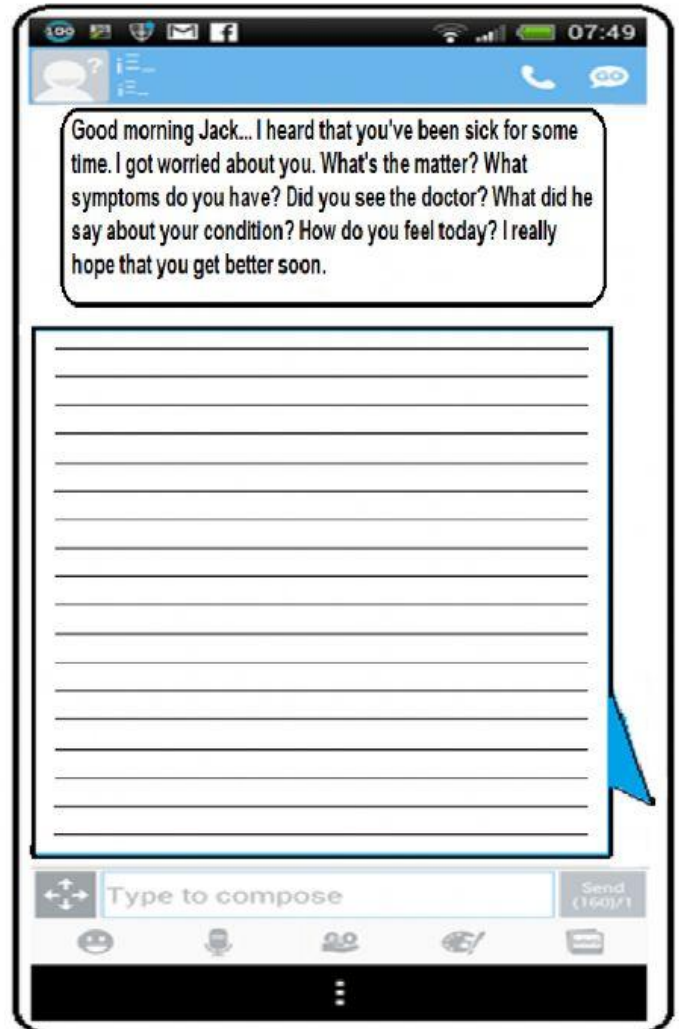 100 07:49
Good morning Jack... I heard that you've been sick for some
time. I got worried about you. What's the matter? What
symptoms do you have? Did you see the doctor? What did he
say about your condition? How do you feel today? I really
hope that you get better soon.
Type to compose
Send
(160)/1